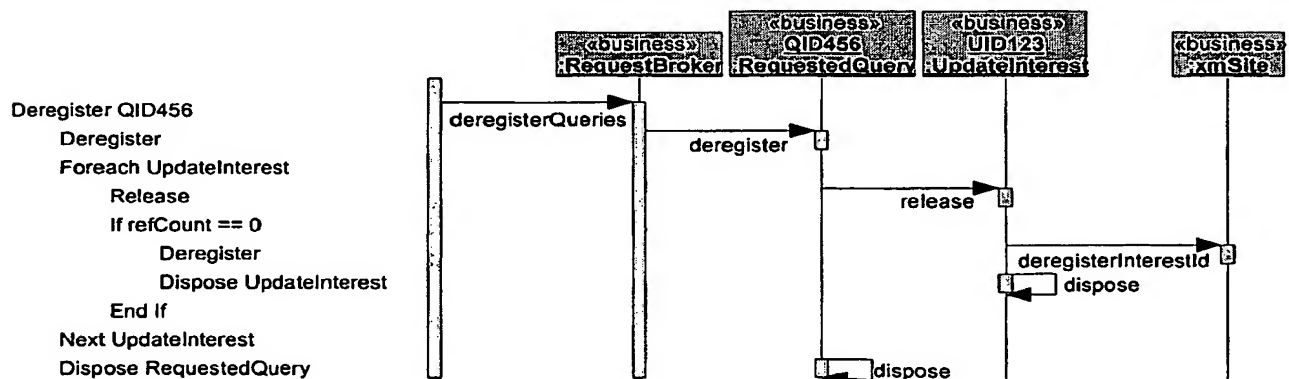 «business»
:RequestBroker
«business»
QID456
:RequestedQuery
«business»
UID123
:UpdateInterest
«business»
:xmSite
Deregister QID456
Deregister
Foreach UpdateInterest
Release
If refCount == 0
Deregister
Dispose UpdateInterest
End If
Next UpdateInterest
Dispose RequestedQuery
deregisterQueries
deregister
release
deregisterInterestId
dispose
dispose